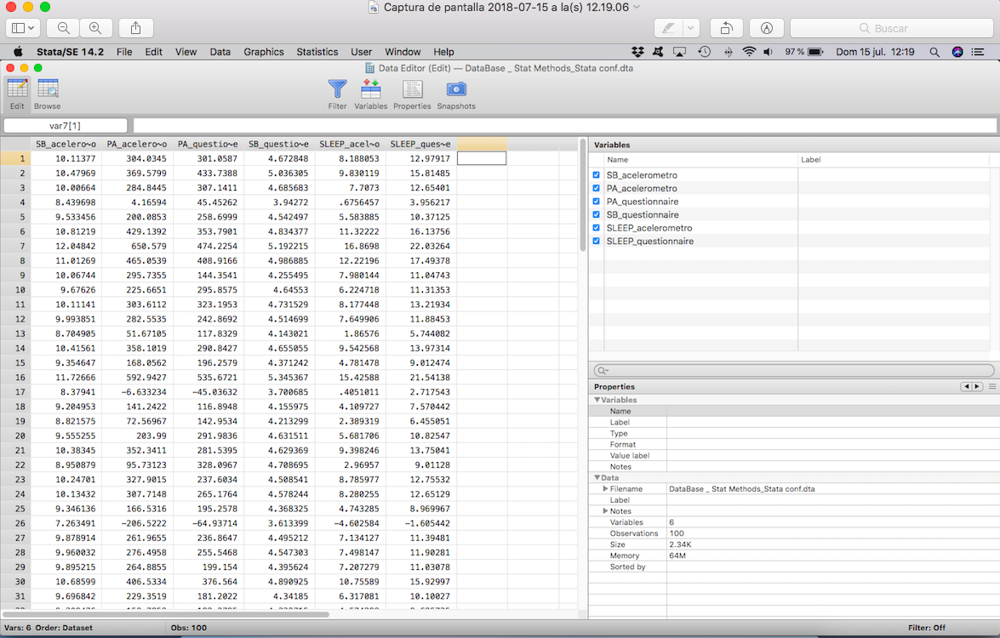 Captura de pantalla 2018-07-15 a la(s) 12.19.06
Buscar
Stata/SE 14.2 File Edit View Data Graphics Statistics User Window Help 97 % Dom 15 jul. 12:19
Data Editor (Edit) — DataBase _ Stat Methods_Stata conf.dta
Edit Browse Filter Variables Properties Snapshots
var7[1]
SB_acelero~o PA_acelero~o PA_questio~e SB_questio~e SLEEP_acel~o SLEEP_ques~e
1 10.11377 304.0345 301.0587 4.672848 8.188053 12.97917
2 10.47969 369.5799 433.7388 5.036305 9.830119 15.81485
3 10.00664 284.8445 307.1411 4.685683 7.7073 12.65401
4 8.439698 4.16594 45.45262 3.94272 .6756457 3.956217
5 9.533456 200.0853 258.6999 4.542497 5.583885 10.37125
6 10.81219 429.1392 353.7901 4.834377 11.32222 16.13756
7 12.04842 650.579 474.2254 5.192215 16.8698 22.03264
8 11.01269 465.0539 408.9166 4.986885 12.22196 17.49378
9 10.06744 295.7355 144.3541 4.255495 7.980144 11.04743
10 9.67626 225.6651 295.8575 4.64553 6.224718 11.31353
11 10.11141 303.6112 323.1953 4.731529 8.177448 13.21934
12 9.993851 282.5535 242.8692 4.514699 7.649906 11.88453
13 8.704905 51.67105 117.8329 4.143021 1.86576 5.744082
14 10.41561 358.1019 290.8427 4.655055 9.542568 13.97314
15 9.354647 168.0562 196.2579 4.371242 4.781478 9.012474
16 11.72666 592.9427 535.6721 5.345367 15.42588 21.54138
17 8.37941 -6.633234 -45.03632 3.700685 .4051011 2.717543
18 9.204953 141.2422 116.8948 4.155975 4.109727 7.570442
19 8.821575 72.56967 142.9534 4.213299 2.389319 6.455051
20 9.555255 203.99 291.9836 4.631511 5.681706 10.82547
21 10.38345 352.3411 281.5395 4.629369 9.398246 13.75041
22 8.950879 95.73123 328.0967 4.708695 2.96957 9.01128
23 10.24701 327.9015 237.6034 4.508541 8.785977 12.75532
24 10.13432 307.7148 265.1764 4.578244 8.280255 12.65129
25 9.346136 166.5316 195.2578 4.368325 4.743285 8.969967
26 7.263491 -206.5222 -64.93714 3.613399 -4.602584 -1.605442
27 9.878914 261.9655 236.8647 4.495212 7.134127 11.39481
28 9.960032 276.4958 255.5468 4.547303 7.498147 11.90281
29 9.895215 264.8855 199.154 4.395624 7.207279 11.03078
30 10.68599 406.5334 376.564 4.890925 10.75589 15.92997
31 9.696842 229.3519 181.2022 4.34185 6.317081 10.10027
Variables
Name Label
SB_acelerometro
PA_acelerometro
PA_questionnaire
SB_questionnaire
SLEEP_acelerometro
SLEEP_questionnaire
Properties
Variables
Name
Label
Type
Format
Value label
Notes
Data
Filename DataBase _ Stat Methods_Stata conf.dta
Label
Notes
Variables 6
Observations 100
Size 2.34K
Memory 64M
Sorted by
Vars: 6 Order: Dataset Obs: 100 Filter: Off